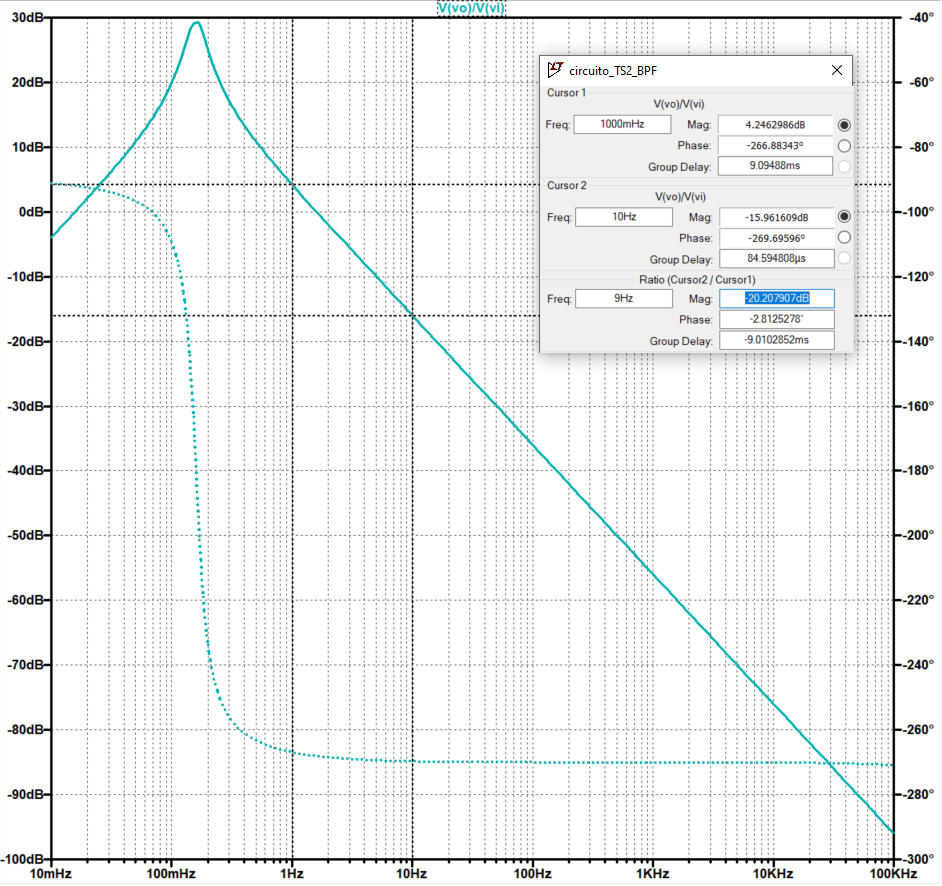 V(vo)/V(vi)
30dB
20dB
10dB
0dB
-10dB
-20dB
-30dB
-40dB
-50dB
-60dB
-70dB
-80dB
-90dB
-100dB
circuito_TS2_BPF
Cursor 1
V(vo)/V(vi)
Freq: 1000mHz Mag: 4.2462986dB
Phase: -266.88343°
Group Delay: 9.09488ms
Cursor 2
V(vo)/V(vi)
Freq: 10Hz Mag: -15.961609dB
Phase: -269.69596°
Group Delay: 84.594808µs
Ratio (Cursor2 / Cursor1)
Freq: 9Hz Mag: -20.207907dB
Phase: -2.8125278°
Group Delay: -9.0102852ms
-40°
-60°
-80°
-100°
-120°
-140°
-160°
-180°
-200°
-220°
-240°
-260°
-280°
-300°
10mHz 100mHz 1Hz 10Hz 100Hz 1KHz 10KHz 100KHz